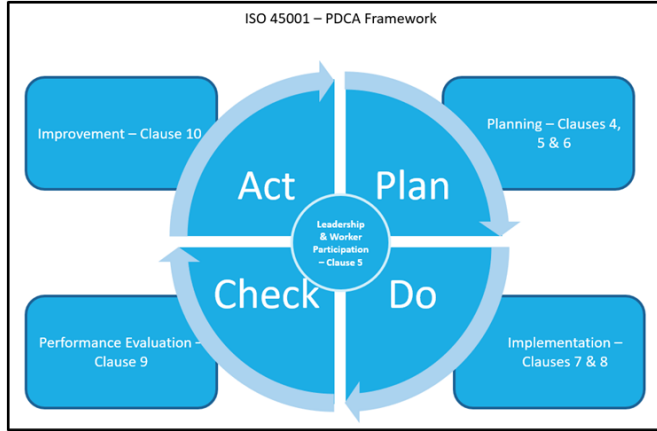 ISO 45001 – PDCA Framework
Improvement – Clause 10
Planning – Clauses 4,
5 & 6
Act
Plan
Leadership
& Worker
Participation
– Clause 5
Check
Do
Performance Evaluation –
Clause 9
Implementation –
Clauses 7 & 8